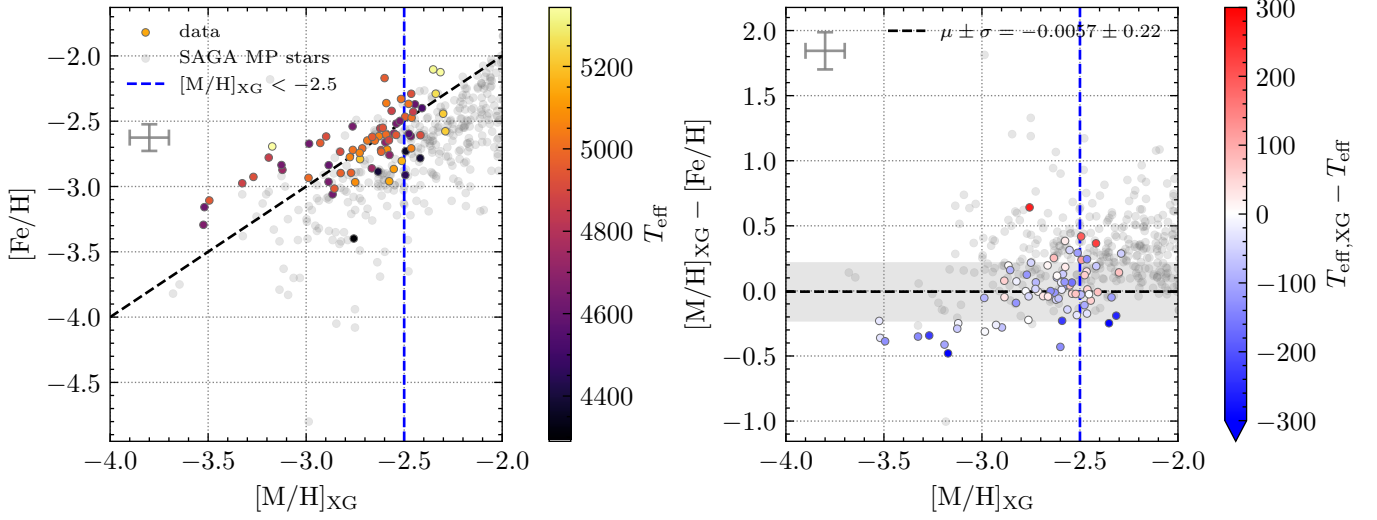 data
SAGA MP stars
[M/H]XG < −2.5
−2.0
−2.5
−3.0
−3.5
−4.0
−4.5
[Fe/H]
−4.0 −3.5 −3.0 −2.5 −2.0
[M/H]XG
5200
5000
4800
4600
4400
Teff
μ ± σ = −0.0057 ± 0.22
2.0
1.5
1.0
0.5
0.0
−0.5
−1.0
[M/H]XG − [Fe/H]
−4.0 −3.5 −3.0 −2.5 −2.0
[M/H]XG
300
200
100
0
−100
−200
−300
Teff,XG − Teff